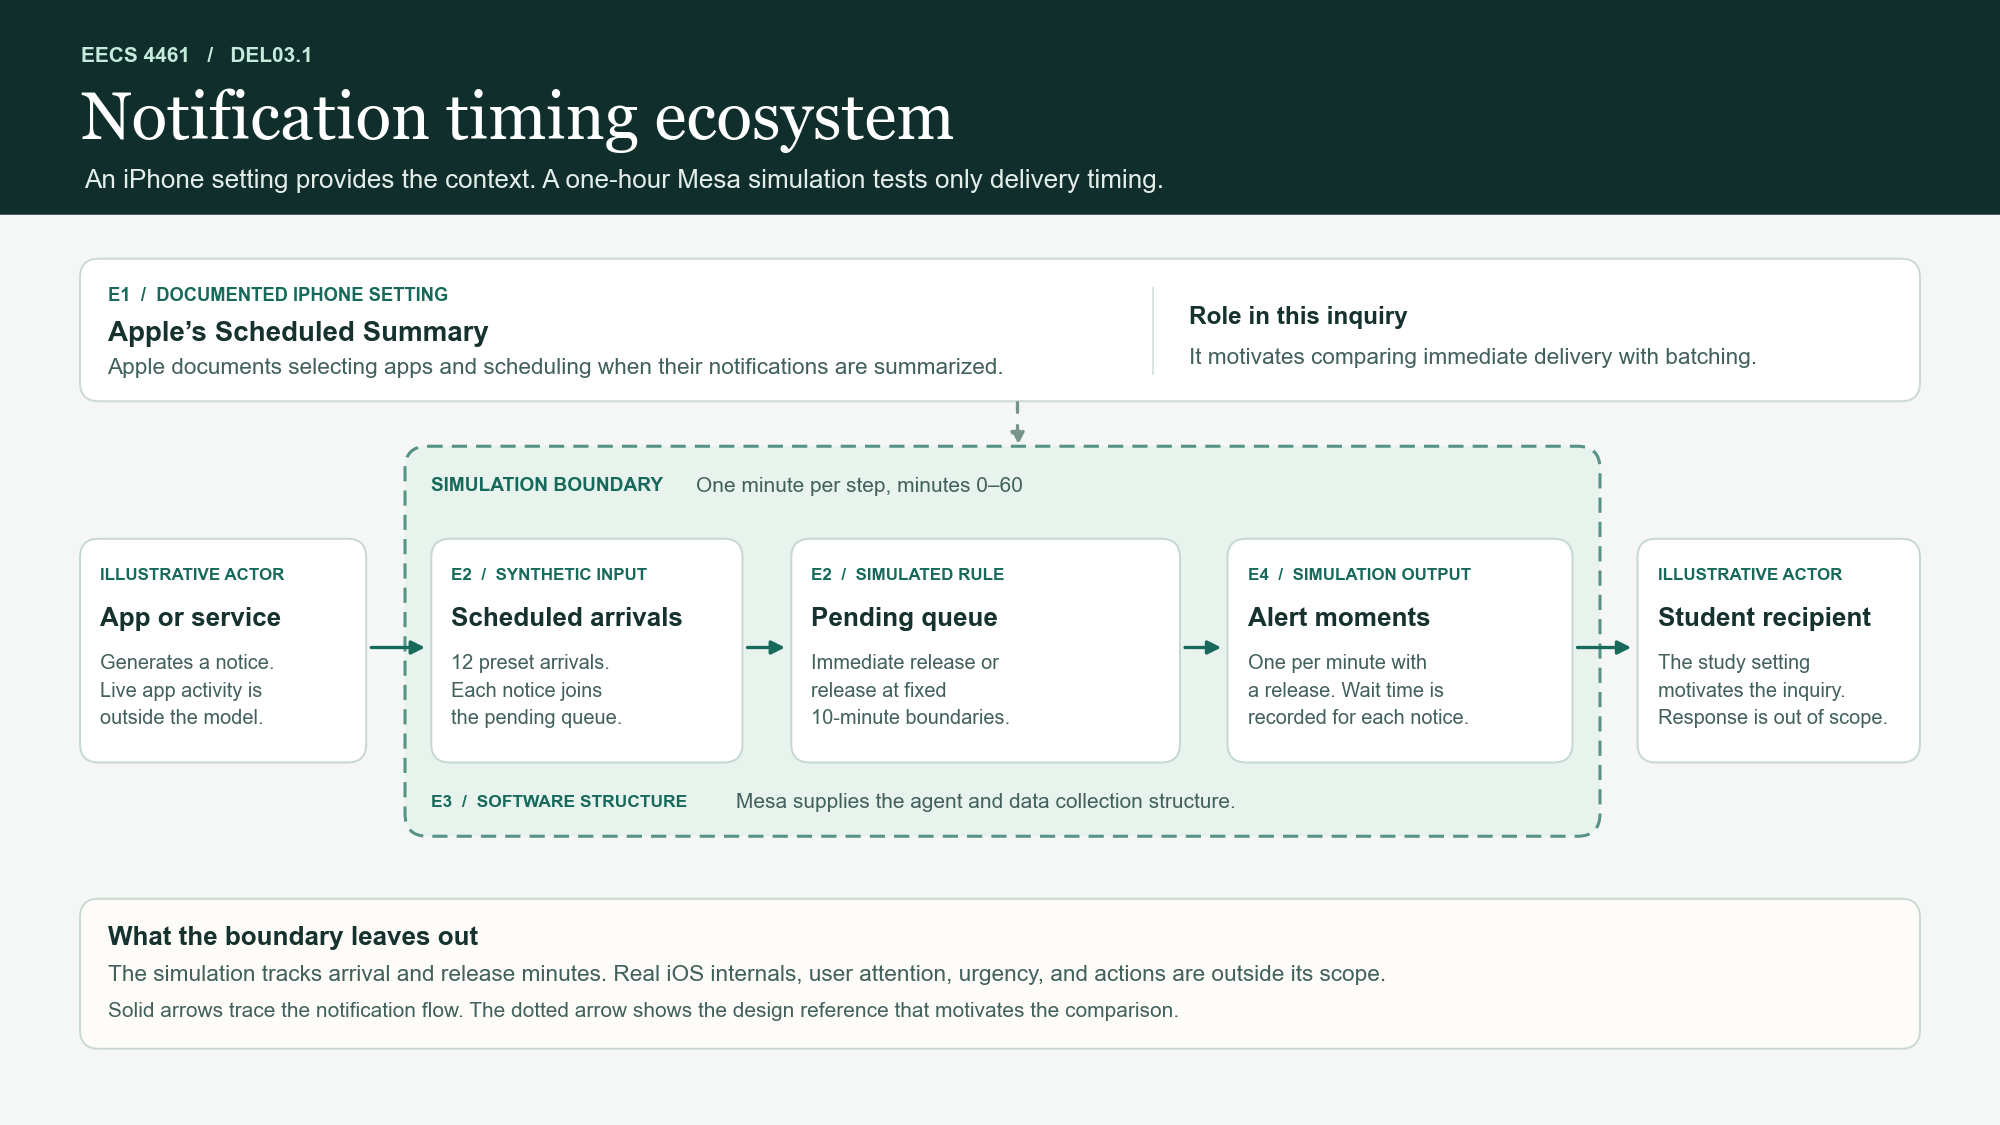 EECS 4461 / DEL03.1
Notification timing ecosystem
An iPhone setting provides the context. A one-hour Mesa simulation tests only delivery timing.
E1 / DOCUMENTED IPHONE SETTING
Apple’s Scheduled Summary
Apple documents selecting apps and scheduling when their notifications are summarized.
Role in this inquiry
It motivates comparing immediate delivery with batching.
SIMULATION BOUNDARY One minute per step, minutes 0–60
ILLUSTRATIVE ACTOR
App or service
Generates a notice.
Live app activity is
outside the model.
E2 / SYNTHETIC INPUT
Scheduled arrivals
12 preset arrivals.
Each notice joins
the pending queue.
E2 / SIMULATED RULE
Pending queue
Immediate release or
release at fixed
10-minute boundaries.
E4 / SIMULATION OUTPUT
Alert moments
One per minute with
a release. Wait time is
recorded for each notice.
ILLUSTRATIVE ACTOR
Student recipient
The study setting
motivates the inquiry.
Response is out of scope.
E3 / SOFTWARE STRUCTURE Mesa supplies the agent and data collection structure.
What the boundary leaves out
The simulation tracks arrival and release minutes. Real iOS internals, user attention, urgency, and actions are outside its scope.
Solid arrows trace the notification flow. The dotted arrow shows the design reference that motivates the comparison.